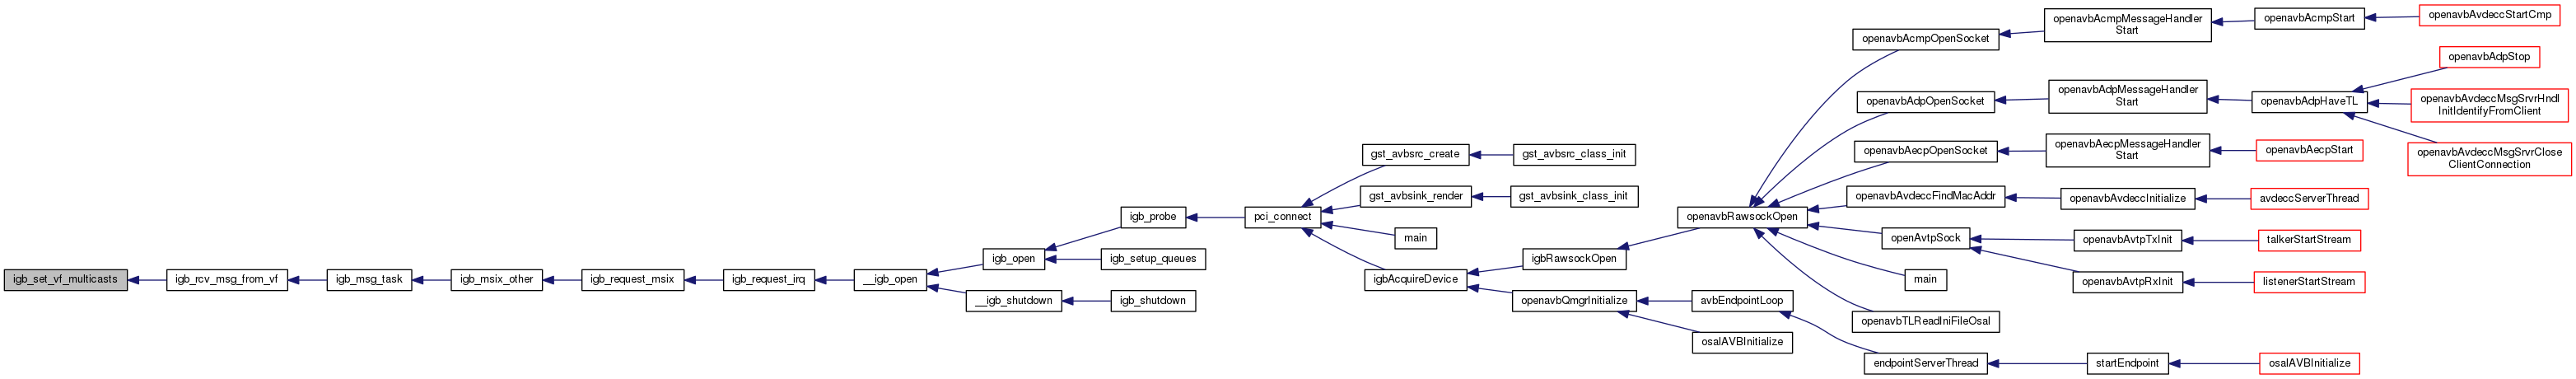 igb_set_vf_multicasts
igb_rcv_msg_from_vf
igb_msg_task
igb_msix_other
igb_request_msix
igb_request_irq
__igb_open
igb_open
__igb_shutdown
igb_probe
igb_setup_queues
igb_shutdown
pci_connect
gst_avbsrc_create
gst_avbsrc_class_init
gst_avbsink_render
gst_avbsink_class_init
main
igbAcquireDevice
igbRawsockOpen
openavbQmgrInitialize
avbEndpointLoop
osalAVBInitialize
openavbRawsockOpen
openavbAcmpOpenSocket
openavbAcmpMessageHandler
Start
openavbAcmpStart
openavbAvdeccStartCmp
openavbAdpOpenSocket
openavbAdpMessageHandler
Start
openavbAdpHaveTL
openavbAdpStop
openavbAvdeccMsgSrvrHndl
InitIdentifyFromClient
openavbAvdeccMsgSrvrClose
ClientConnection
openavbAecpOpenSocket
openavbAecpMessageHandler
Start
openavbAecpStart
openavbAvdeccFindMacAddr
openavbAvdeccInitialize
avdeccServerThread
openAvtpSock
openavbAvtpTxInit
talkerStartStream
openavbAvtpRxInit
listenerStartStream
main
openavbTLReadIniFileOsal
endpointServerThread
startEndpoint
osalAVBInitialize